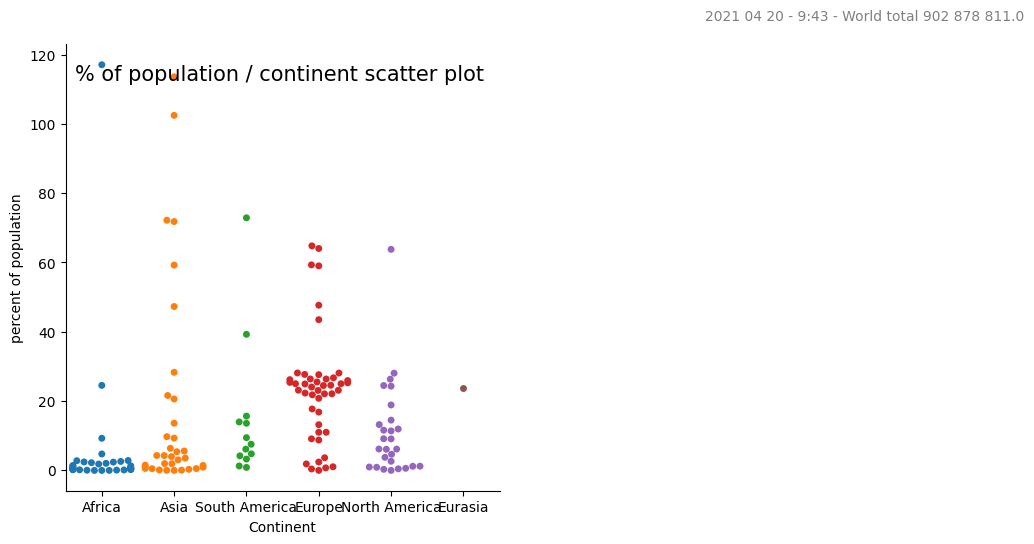 2021 04 20 - 9:43 - World total 902 878 811.0
% of population / continent scatter plot
120
100
80
60
40
20
0
percent of population
Africa Asia South America Europe North America Eurasia
Continent